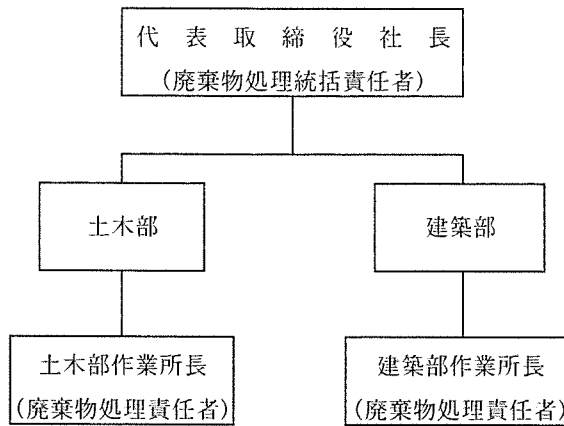 代表取締役社長
(廃棄物処理統括責任者)
土木部
建築部
土木部作業所長
(廃棄物処理責任者)
建築部作業所長
(廃棄物処理責任者)